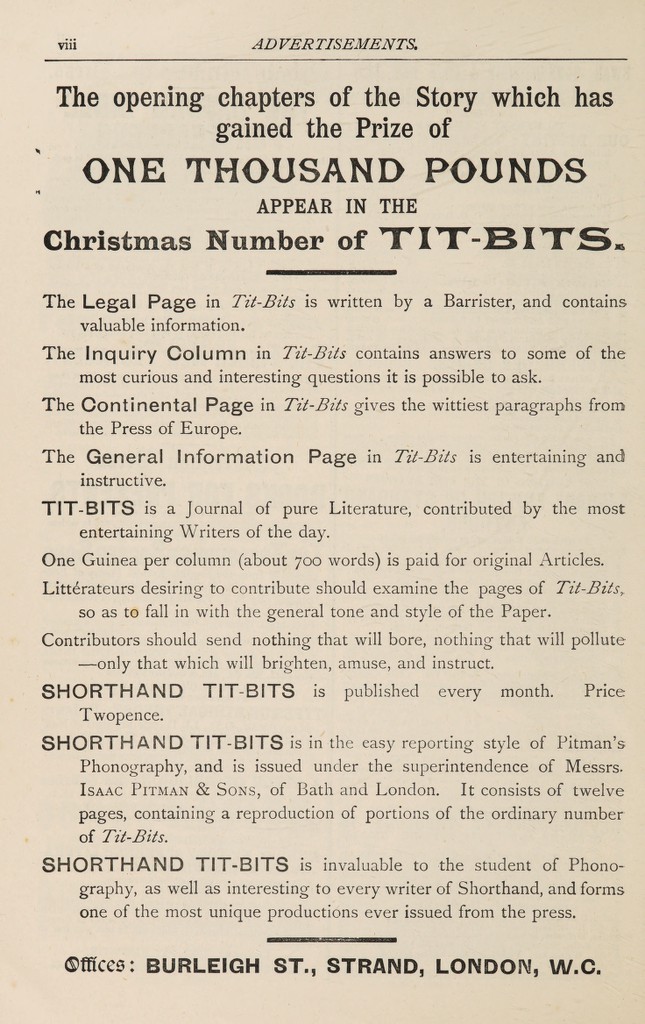 viii
ADVERTISEMENTS.
The opening chapters of the Story which has
gained the Prize of
ONE THOUSAND POUNDS
APPEAR IN THE
Christmas Number of TIT-BITS.
The Legal Page in Tit-Bits is written by a Barrister, and contains
valuable information.
The Inquiry Column in Tit-Bits contains answers to some of the
most curious and interesting questions it is possible to ask.
The Continental Page in Tit-Bits gives the wittiest paragraphs from
the Press of Europe.
The General Information Page in Tit-Bits is entertaining and
instructive.
TIT-BITS is a Journal of pure Literature, contributed by the most
entertaining Writers of the day.
One Guinea per column (about 700 words) is paid for original Articles.
Littérateurs desiring to contribute should examine the pages of Tit-Bits,
so as to fall in with the general tone and style of the Paper.
Contributors should send nothing that will bore, nothing that will pollute
—only that which will brighten, amuse, and instruct.
SHORTHAND TIT-BITS is published every month. Price
Twopence.
SHORTHAND TIT-BITS is in the easy reporting style of Pitman's
Phonography, and is issued under the superintendence of Messrs.
ISAAC PITMAN & SONS, of Bath and London. It consists of twelve
pages, containing a reproduction of portions of the ordinary number
of Tit-Bits.
SHORTHAND TIT-BITS is invaluable to the student of Phono-
graphy, as well as interesting to every writer of Shorthand, and forms
one of the most unique productions ever issued from the press.
Offices: BURLEIGH ST., STRAND, LONDON, W.C.